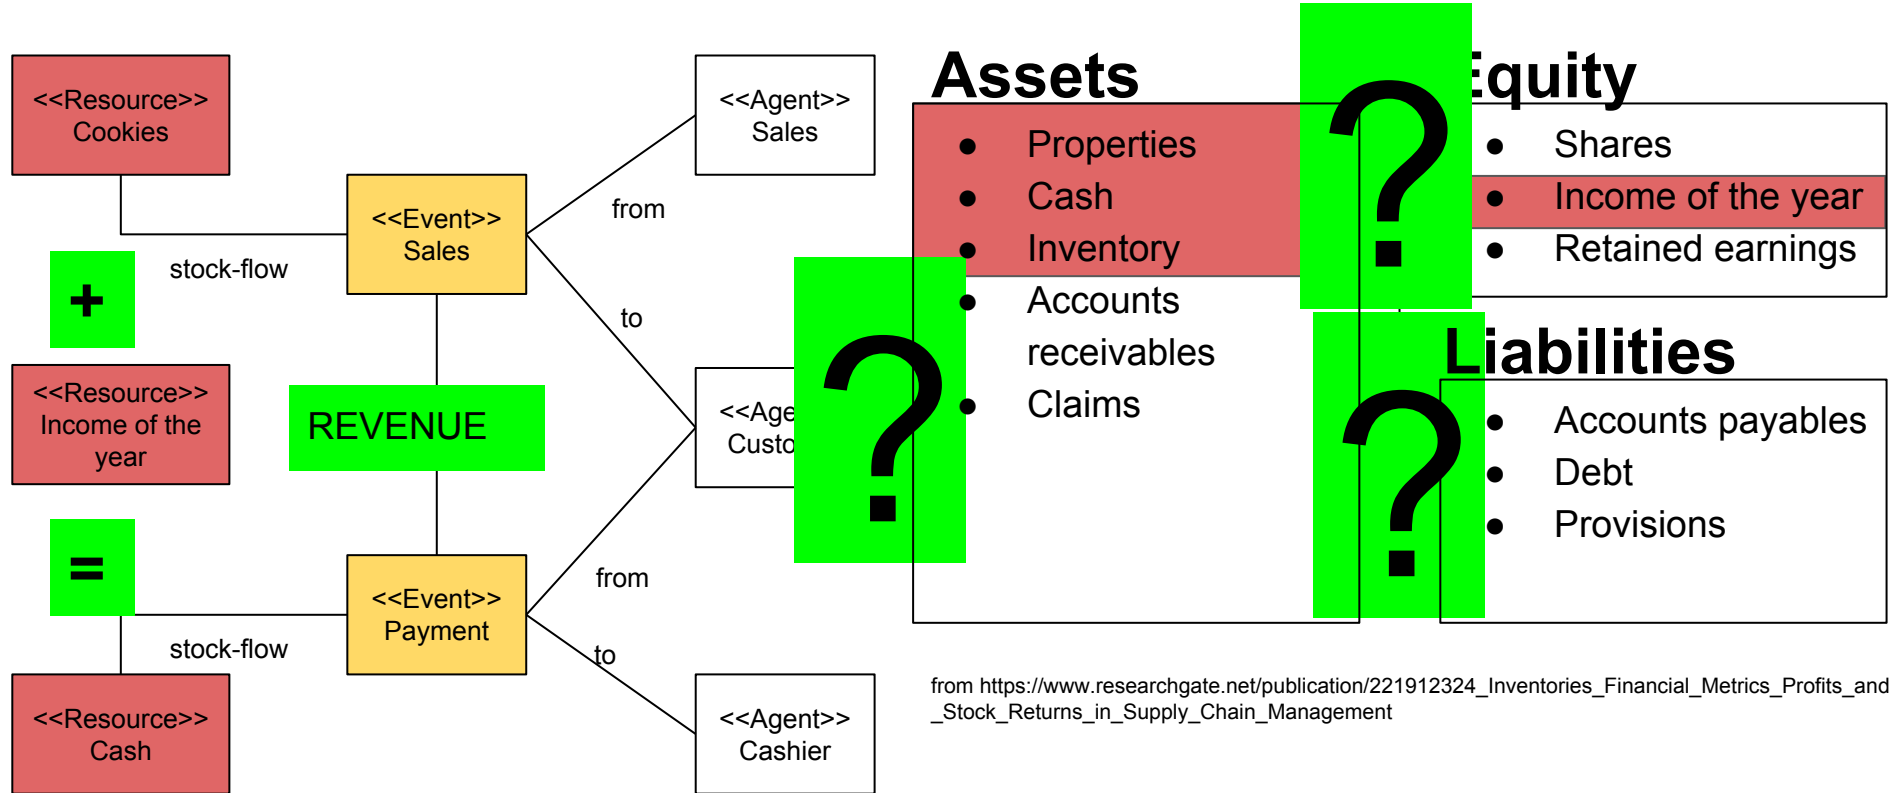 <<Resource>>
Cookies
stock-flow
+
<<Resource>>
Income of the
year
=
stock-flow
<<Resource>>
Cash
<<Event>>
Sales
REVENUE
<<Event>>
Payment
from
to
from
to
<<Agent>>
Sales
<<Age
Custo
<<Agent>>
Cashier
?
Assets
● Properties
● Cash
● Inventory
● Accounts
receivables
● Claims
?
Equity
● Shares
● Income of the year
● Retained earnings
?
Liabilities
● Accounts payables
● Debt
● Provisions
from https://www.researchgate.net/publication/221912324_Inventories_Financial_Metrics_Profits_and
_Stock_Returns_in_Supply_Chain_Management